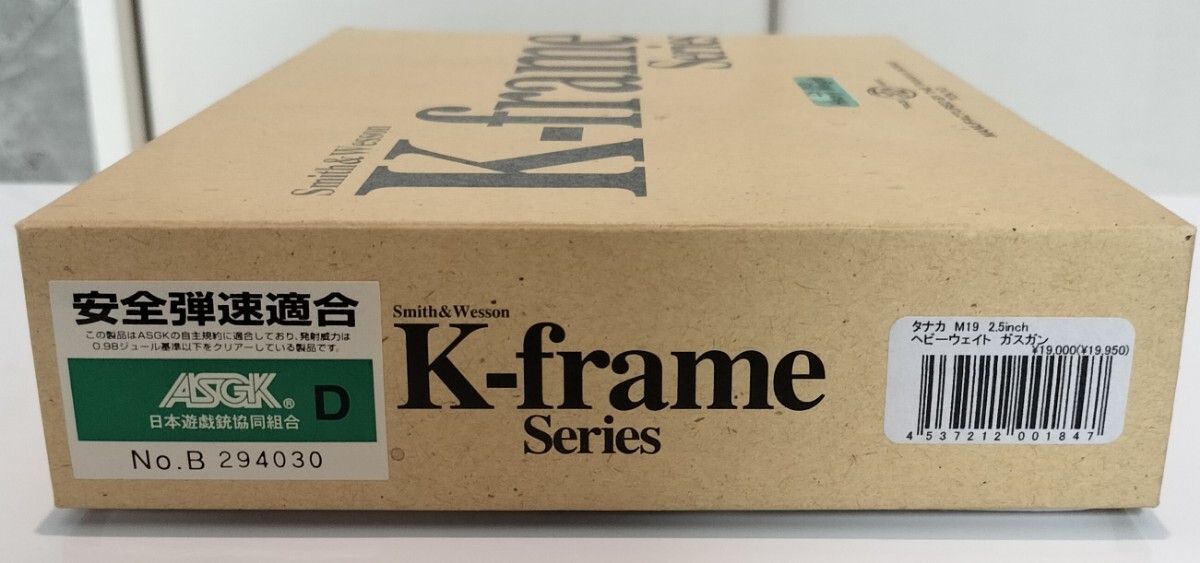 Smith & Wesson
K-frame
Series
安全弾速適合
この製品はASGKの自主規約に適合しており、発射威力は
0.98ジュール基準以下をクリアーしている製品です。
ASGK® D
日本遊戯銃協同組合
No.B 294030
Smith & Wesson
K-frame
Series
タナカ M19 2.5inch
ヘビーウェイト ガスガン
¥19,000(¥19,950)
4 537212 001847